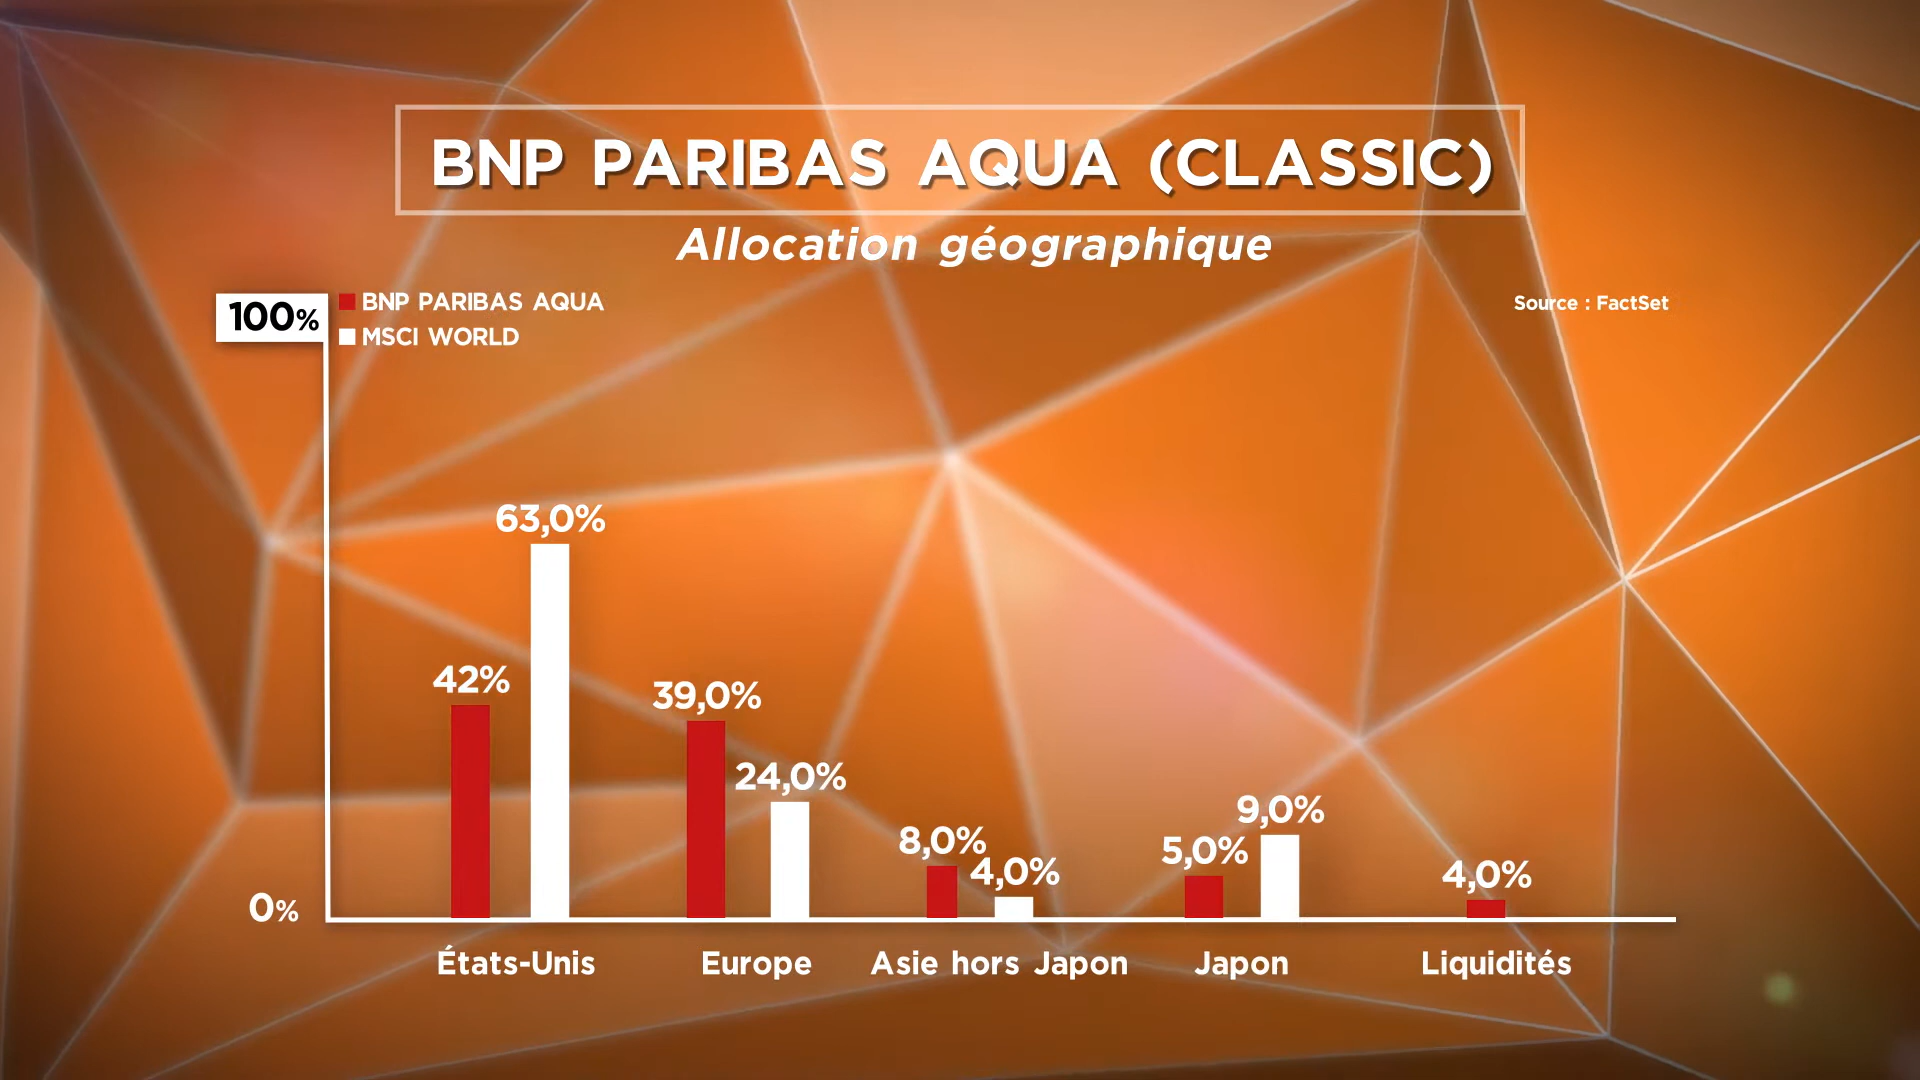 BNP PARIBAS AQUA (CLASSIC)
Allocation géographique
100%
BNP PARIBAS AQUA
MSCI WORLD
Source : FactSet
63,0%
42%
39,0%
24,0%
8,0%
4,0%
5,0%
9,0%
4,0%
0%
États-Unis
Europe
Asie hors Japon
Japon
Liquidités